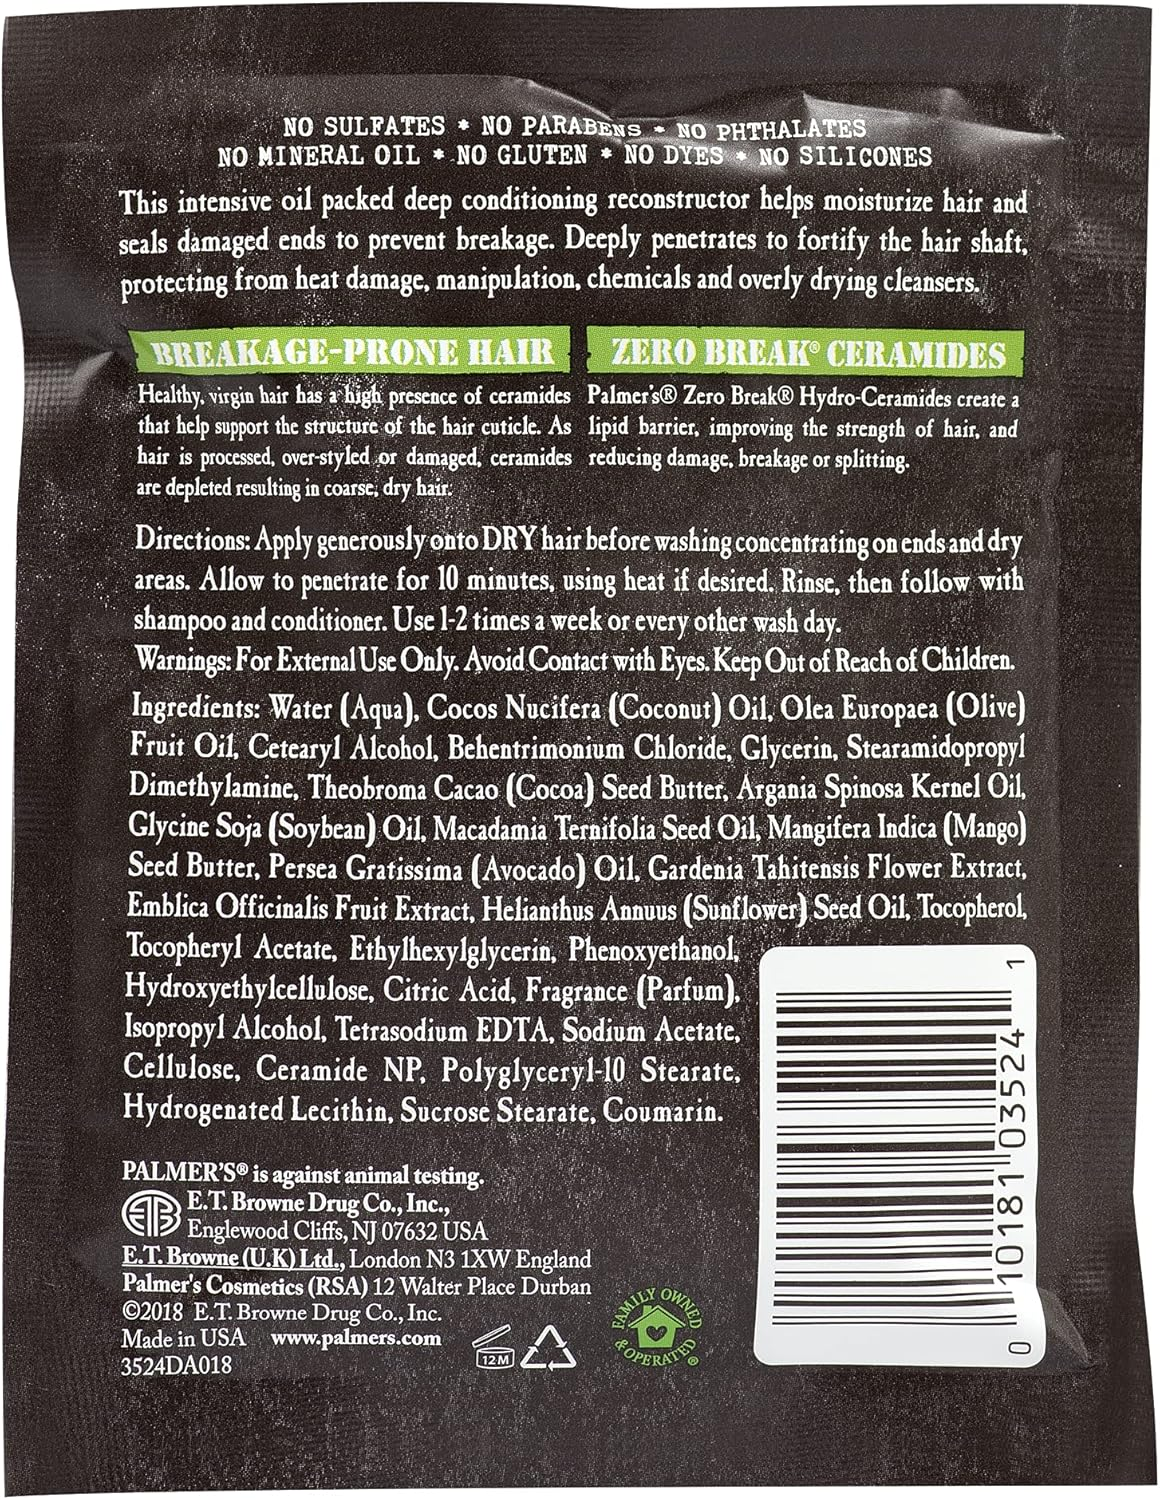 NO SULFATES * NO PARABENS * NO PHTHALATES
NO MINERAL OIL * NO GLUTEN * NO DYES * NO SILICONES
This intensive oil packed deep conditioning reconstructor helps moisturize hair and
seals damaged ends to prevent breakage. Deeply penetrates to fortify the hair shaft,
protecting from heat damage, manipulation, chemicals and overly drying cleansers.
BREAKAGE-PRONE HAIR
Healthy, virgin hair has a high presence of ceramides
that help support the structure of the hair cuticle. As
hair is processed, over-styled or damaged, ceramides
are depleted resulting in coarse, dry hair.
ZERO BREAK® CERAMIDES
Palmer's® Zero Break® Hydro-Ceramides create a
lipid barrier, improving the strength of hair, and
reducing damage, breakage or splitting.
Directions: Apply generously onto DRY hair before washing concentrating on ends and dry
areas. Allow to penetrate for 10 minutes, using heat if desired. Rinse, then follow with
shampoo and conditioner. Use 1-2 times a week or every other wash day.
Warnings: For External Use Only. Avoid Contact with Eyes. Keep Out of Reach of Children.
Ingredients: Water (Aqua), Cocos Nucifera (Coconut) Oil, Olea Europaea (Olive)
Fruit Oil, Cetearyl Alcohol, Behentrimonium Chloride, Glycerin, Stearamidopropyl
Dimethylamine, Theobroma Cacao (Cocoa) Seed Butter, Argania Spinosa Kernel Oil,
Glycine Soja (Soybean) Oil, Macadamia Ternifolia Seed Oil, Mangifera Indica (Mango)
Seed Butter, Persea Gratissima (Avocado) Oil, Gardenia Tahitensis Flower Extract,
Emblica Officinalis Fruit Extract, Helianthus Annuus (Sunflower) Seed Oil, Tocopherol,
Tocopheryl Acetate, Ethylhexylglycerin, Phenoxyethanol,
Hydroxyethylcellulose, Citric Acid, Fragrance (Parfum),
Isopropyl Alcohol, Tetrasodium EDTA, Sodium Acetate,
Cellulose, Ceramide NP, Polyglyceryl-10 Stearate,
Hydrogenated Lecithin, Sucrose Stearate, Coumarin.
PALMER'S® is against animal testing.
ETB
E.T. Browne Drug Co., Inc.,
Englewood Cliffs, NJ 07632 USA
E.T. Browne (U.K) Ltd., London N3 1XW England
Palmer's Cosmetics (RSA) 12 Walter Place Durban
©2018 E.T. Browne Drug Co., Inc.
Made in USA www.palmers.com
3524DA018
12M
FAMILY OWNED
& OPERATED®
0 10181 03524 1